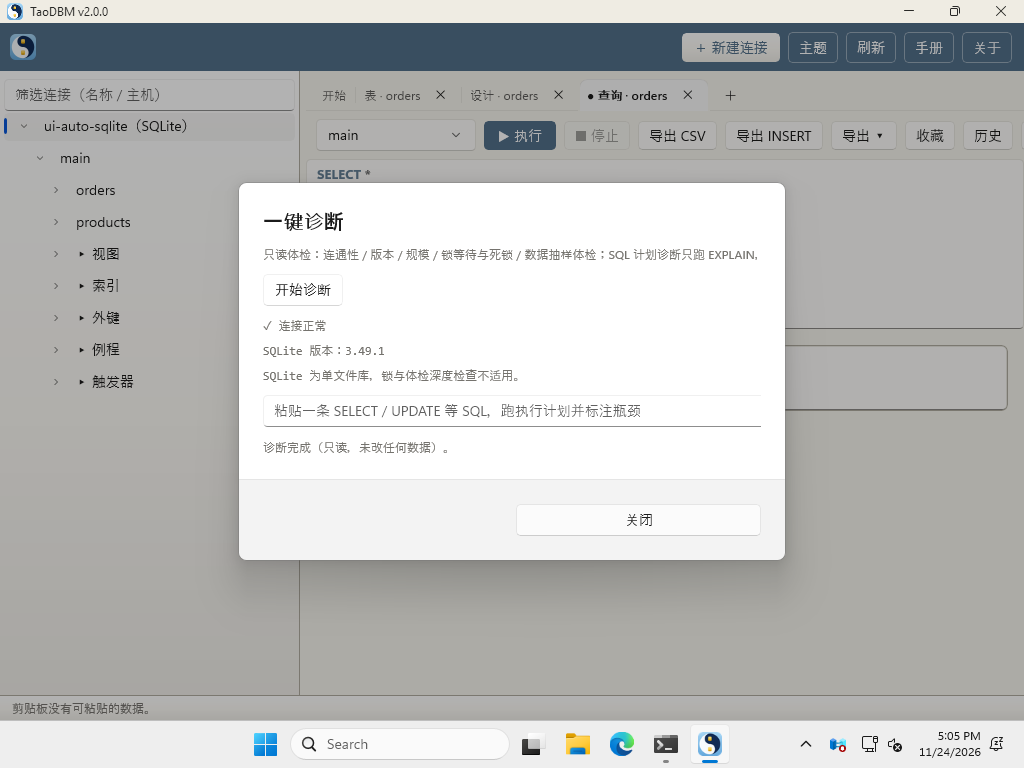 TaoDBM v2.0.0
+ 新建连接
主题
刷新
手册
关于
筛选连接（名称 / 主机）
ui-auto-sqlite（SQLite）
main
orders
products
视图
索引
外键
例程
触发器
开始
表 · orders
设计 · orders
• 查询 · orders
main
执行
停止
导出 CSV
导出 INSERT
导出
收藏
历史
SELECT *
一键诊断
只读体检：连通性 / 版本 / 规模 / 锁等待与死锁 / 数据抽样体检；SQL 计划诊断只跑 EXPLAIN,
开始诊断
✓ 连接正常
SQLite 版本：3.49.1
SQLite 为单文件库，锁与体检深度检查不适用。
粘贴一条 SELECT / UPDATE 等 SQL，跑执行计划并标注瓶颈
诊断完成（只读，未改任何数据）。
关闭
剪贴板没有可粘贴的数据。
Search
5:05 PM
11/24/2026